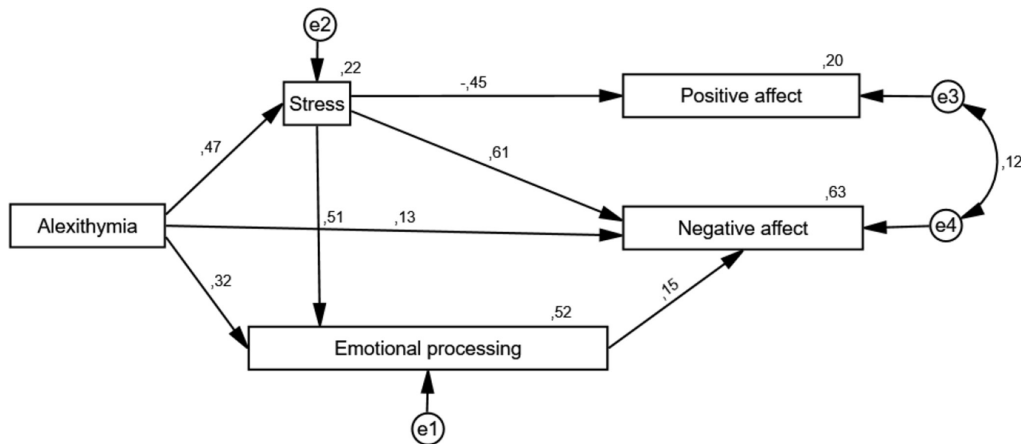 e2
,22
,20
Stress
-,45
Positive affect
e3
,47
,61
,12
,63
Alexithymia
,51
,13
Negative affect
e4
,32
,15
,52
Emotional processing
e1